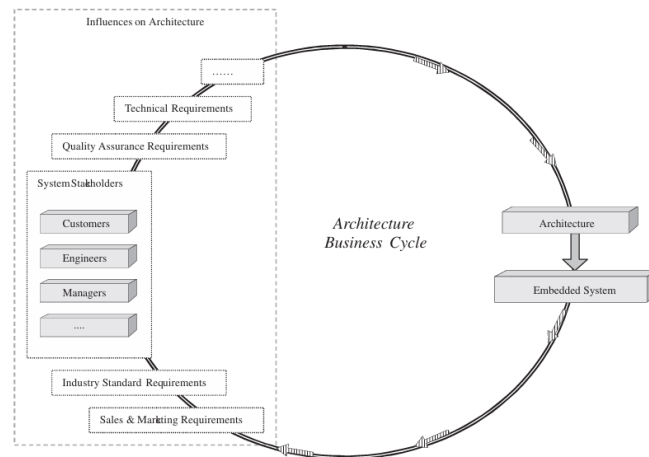 Influences on Architecture
......
Technical Requirements
Quality Assurance Requirements
System Stakeholders
Customers
Engineers
Managers
....
Industry Standard Requirements
Sales & Marketing Requirements
Architecture
Business Cycle
Architecture
Embedded System